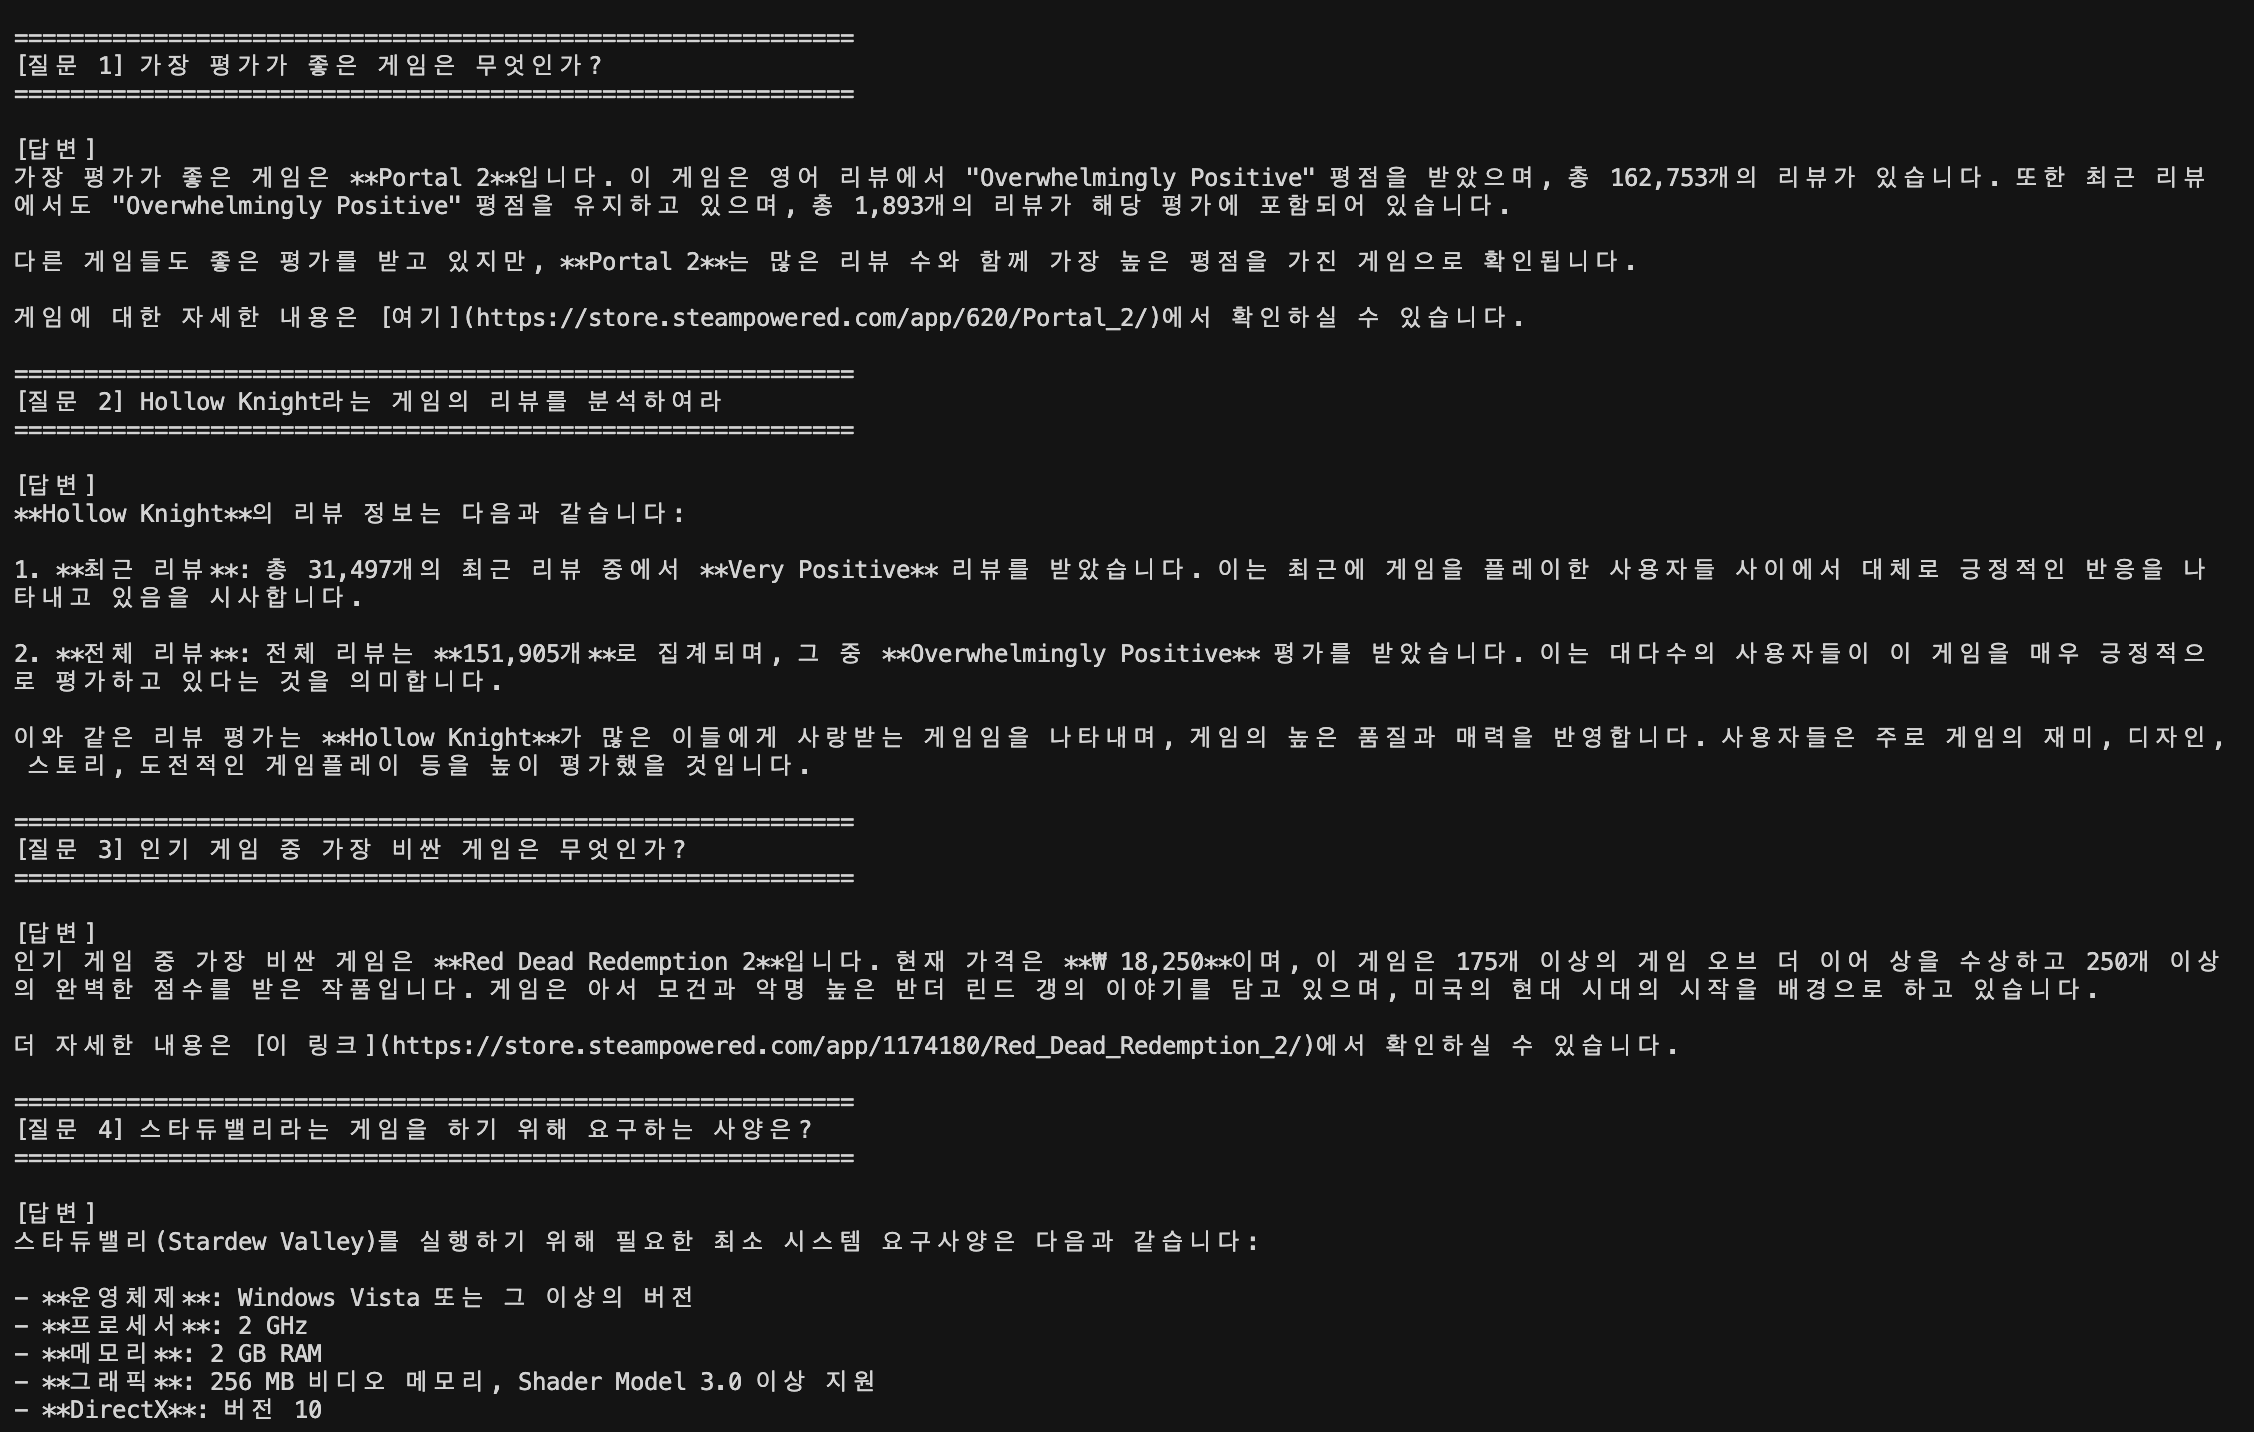 ============================================================
[질문 1] 가장 평가가 좋은 게임은 무엇인가?
============================================================
[답변]
가장 평가가 좋은 게임은 **Portal 2**입니다. 이 게임은 영어 리뷰에서 "Overwhelmingly Positive" 평점을 받았으며, 총 162,753개의 리뷰가 있습니다. 또한 최근 리뷰
에서도 "Overwhelmingly Positive" 평점을 유지하고 있으며, 총 1,893개의 리뷰가 해당 평가에 포함되어 있습니다.
다른 게임들도 좋은 평가를 받고 있지만, **Portal 2**는 많은 리뷰 수와 함께 가장 높은 평점을 가진 게임으로 확인됩니다.
게임에 대한 자세한 내용은 [여기](https://store.steampowered.com/app/620/Portal_2/)에서 확인하실 수 있습니다.
============================================================
[질문 2] Hollow Knight라는 게임의 리뷰를 분석하여라
============================================================
[답변]
**Hollow Knight**의 리뷰 정보는 다음과 같습니다:
1. **최근 리뷰**: 총 31,497개의 최근 리뷰 중에서 **Very Positive** 리뷰를 받았습니다. 이는 최근에 게임을 플레이한 사용자들 사이에서 대체로 긍정적인 반응을 나
타내고 있음을 시사합니다.
2. **전체 리뷰**: 전체 리뷰는 **151,905개**로 집계되며, 그 중 **Overwhelmingly Positive** 평가를 받았습니다. 이는 대다수의 사용자들이 이 게임을 매우 긍정적으
로 평가하고 있다는 것을 의미합니다.
이와 같은 리뷰 평가는 **Hollow Knight**가 많은 이들에게 사랑받는 게임임을 나타내며, 게임의 높은 품질과 매력을 반영합니다. 사용자들은 주로 게임의 재미, 디자인,
스토리, 도전적인 게임플레이 등을 높이 평가했을 것입니다.
============================================================
[질문 3] 인기 게임 중 가장 비싼 게임은 무엇인가?
============================================================
[답변]
인기 게임 중 가장 비싼 게임은 **Red Dead Redemption 2**입니다. 현재 가격은 **₩ 18,250**이며, 이 게임은 175개 이상의 게임 오브 더 이어 상을 수상하고 250개 이상
의 완벽한 점수를 받은 작품입니다. 게임은 아서 모건과 악명 높은 반더 린드 갱의 이야기를 담고 있으며, 미국의 현대 시대의 시작을 배경으로 하고 있습니다.
더 자세한 내용은 [이 링크](https://store.steampowered.com/app/1174180/Red_Dead_Redemption_2/)에서 확인하실 수 있습니다.
============================================================
[질문 4] 스타듀밸리라는 게임을 하기 위해 요구하는 사양은?
============================================================
[답변]
스타듀밸리(Stardew Valley)를 실행하기 위해 필요한 최소 시스템 요구사양은 다음과 같습니다:
- **운영체제**: Windows Vista 또는 그 이상의 버전
- **프로세서**: 2 GHz
- **메모리**: 2 GB RAM
- **그래픽**: 256 MB 비디오 메모리, Shader Model 3.0 이상 지원
- **DirectX**: 버전 10